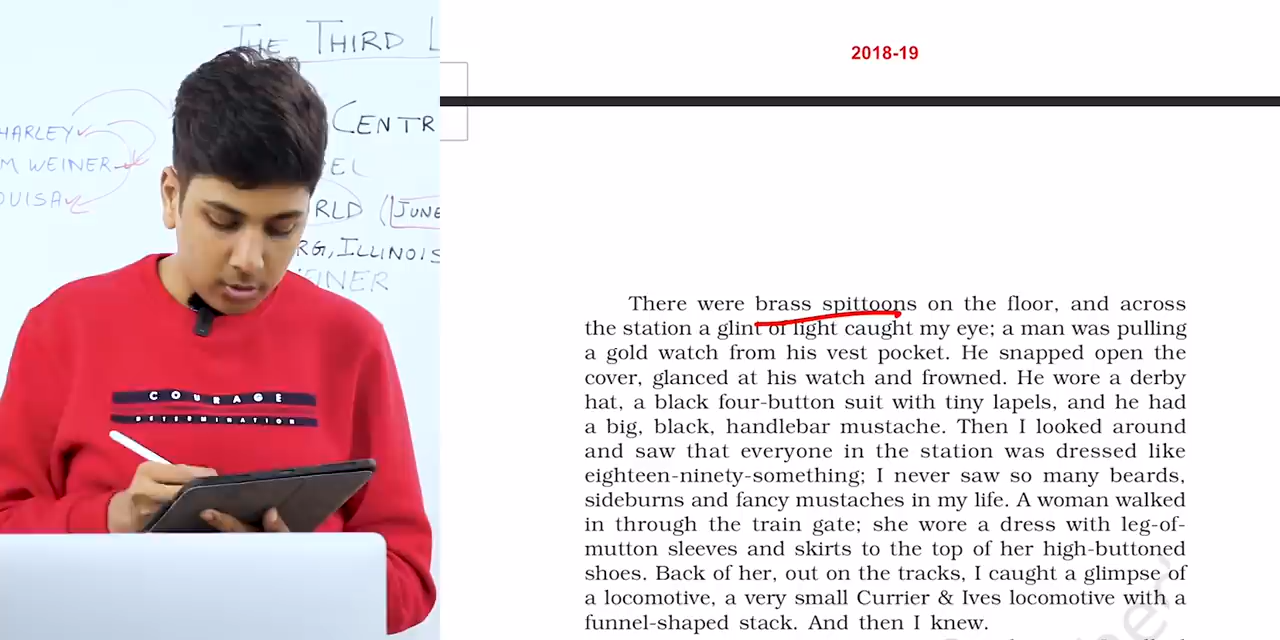 THE THIRD L
HARLEY
M WEINER
OUISA
CENTR
EL
RLD (JUNE
RG, ILLINOIS
EINER
COURAGE
DETERMINATION
2018-19
There were brass spittoons on the floor, and across
the station a glint of light caught my eye; a man was pulling
a gold watch from his vest pocket. He snapped open the
cover, glanced at his watch and frowned. He wore a derby
hat, a black four-button suit with tiny lapels, and he had
a big, black, handlebar mustache. Then I looked around
and saw that everyone in the station was dressed like
eighteen-ninety-something; I never saw so many beards,
sideburns and fancy mustaches in my life. A woman walked
in through the train gate; she wore a dress with leg-of-
mutton sleeves and skirts to the top of her high-buttoned
shoes. Back of her, out on the tracks, I caught a glimpse of
a locomotive, a very small Currier & Ives locomotive with a
funnel-shaped stack. And then I knew.